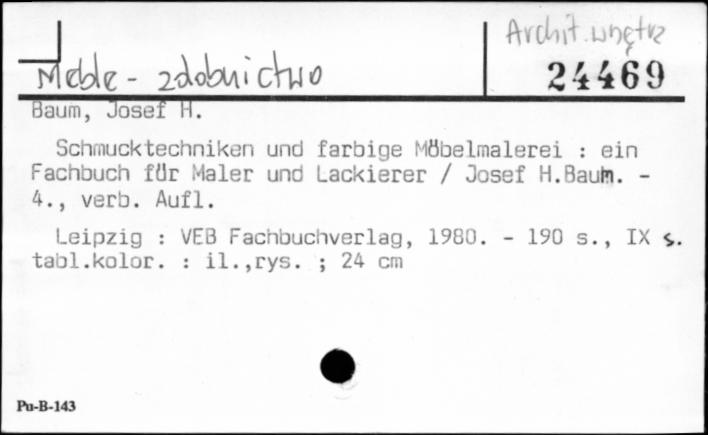 Archit. wnętrz
Meble - zdobnictwo
24469
Baum, Josef H.
Schmucktechniken und farbige Möbelmalerei : ein
Fachbuch für Maler und Lackierer / Josef H.Baum. -
4., verb. Aufl.
Leipzig : VEB Fachbuchverlag, 1980. - 190 s., IX s.
tabl.kolor. : il.,rys. ; 24 cm
Pu-B-143